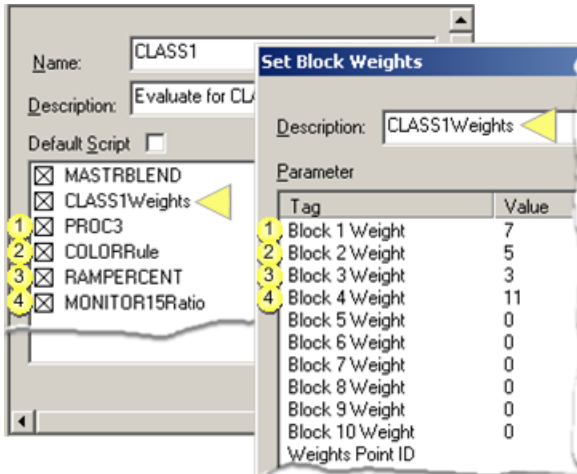 Name:
CLASS1
Description:
Evaluate for CLA
Default Script
MASTRBLEND
CLASS1Weights
1 PROC3
2 COLORRule
3 RAMPERCENT
4 MONITOR15Ratio
Set Block Weights
Description:
CLASS1Weights
Parameter
Tag Value
1 Block 1 Weight 7
2 Block 2 Weight 5
3 Block 3 Weight 3
4 Block 4 Weight 11
Block 5 Weight 0
Block 6 Weight 0
Block 7 Weight 0
Block 8 Weight 0
Block 9 Weight 0
Block 10 Weight 0
Weights Point ID